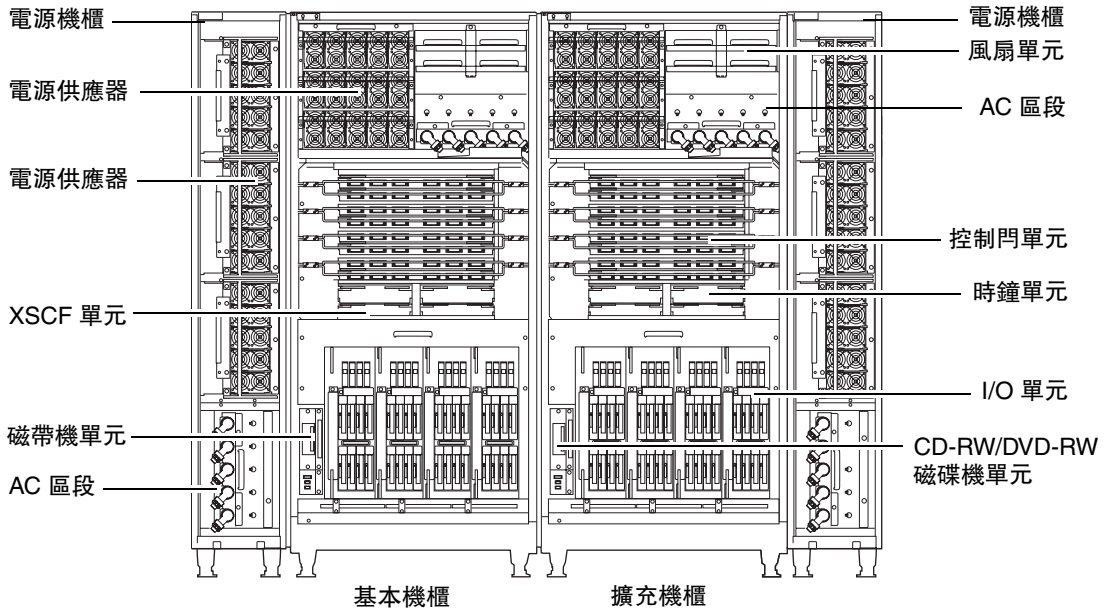 電源機櫃
電源供應器
電源供應器
XSCF 單元
磁帶機單元
AC 區段
電源機櫃
風扇單元
AC 區段
控制閂單元
時鐘單元
I/O 單元
CD-RW/DVD-RW
磁碟機單元
基本機櫃
擴充機櫃